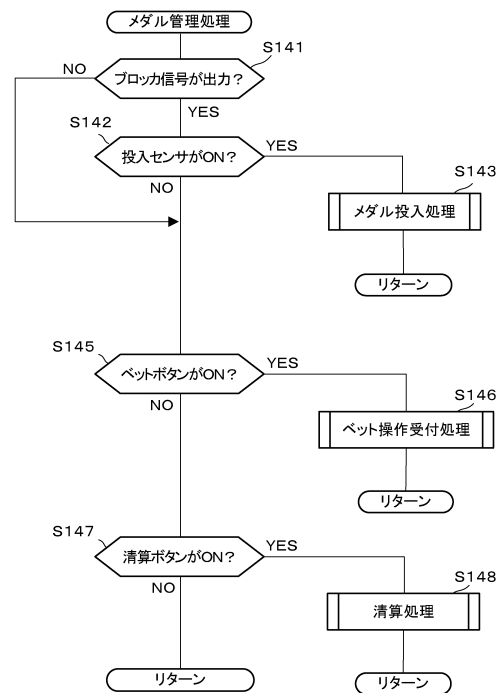 メダル管理処理
S141
NO
ブロッカ信号が出力?
YES
S142
投入センサがON?
YES
NO
S143
メダル投入処理
リターン
S145
ベットボタンがON?
YES
NO
S146
ベット操作受付処理
リターン
S147
清算ボタンがON?
YES
NO
S148
清算処理
リターン
リターン